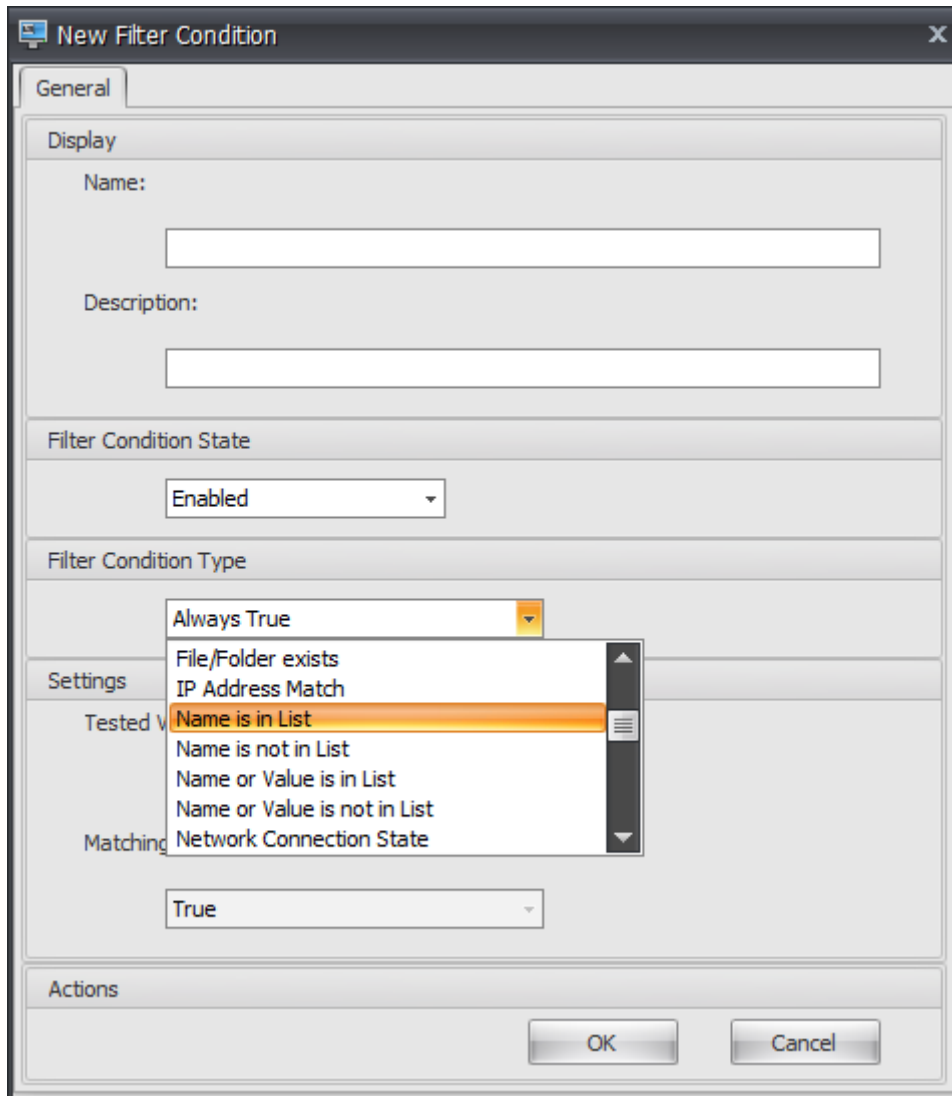 New Filter Condition
General
Display
Name:
Description:
Filter Condition State
Enabled
Filter Condition Type
Always True
File/Folder exists
IP Address Match
Settings
Name is in List
Tested
Name is not in List
Name or Value is in List
Name or Value is not in List
Network Connection State
Matching
True
Actions
OK Cancel